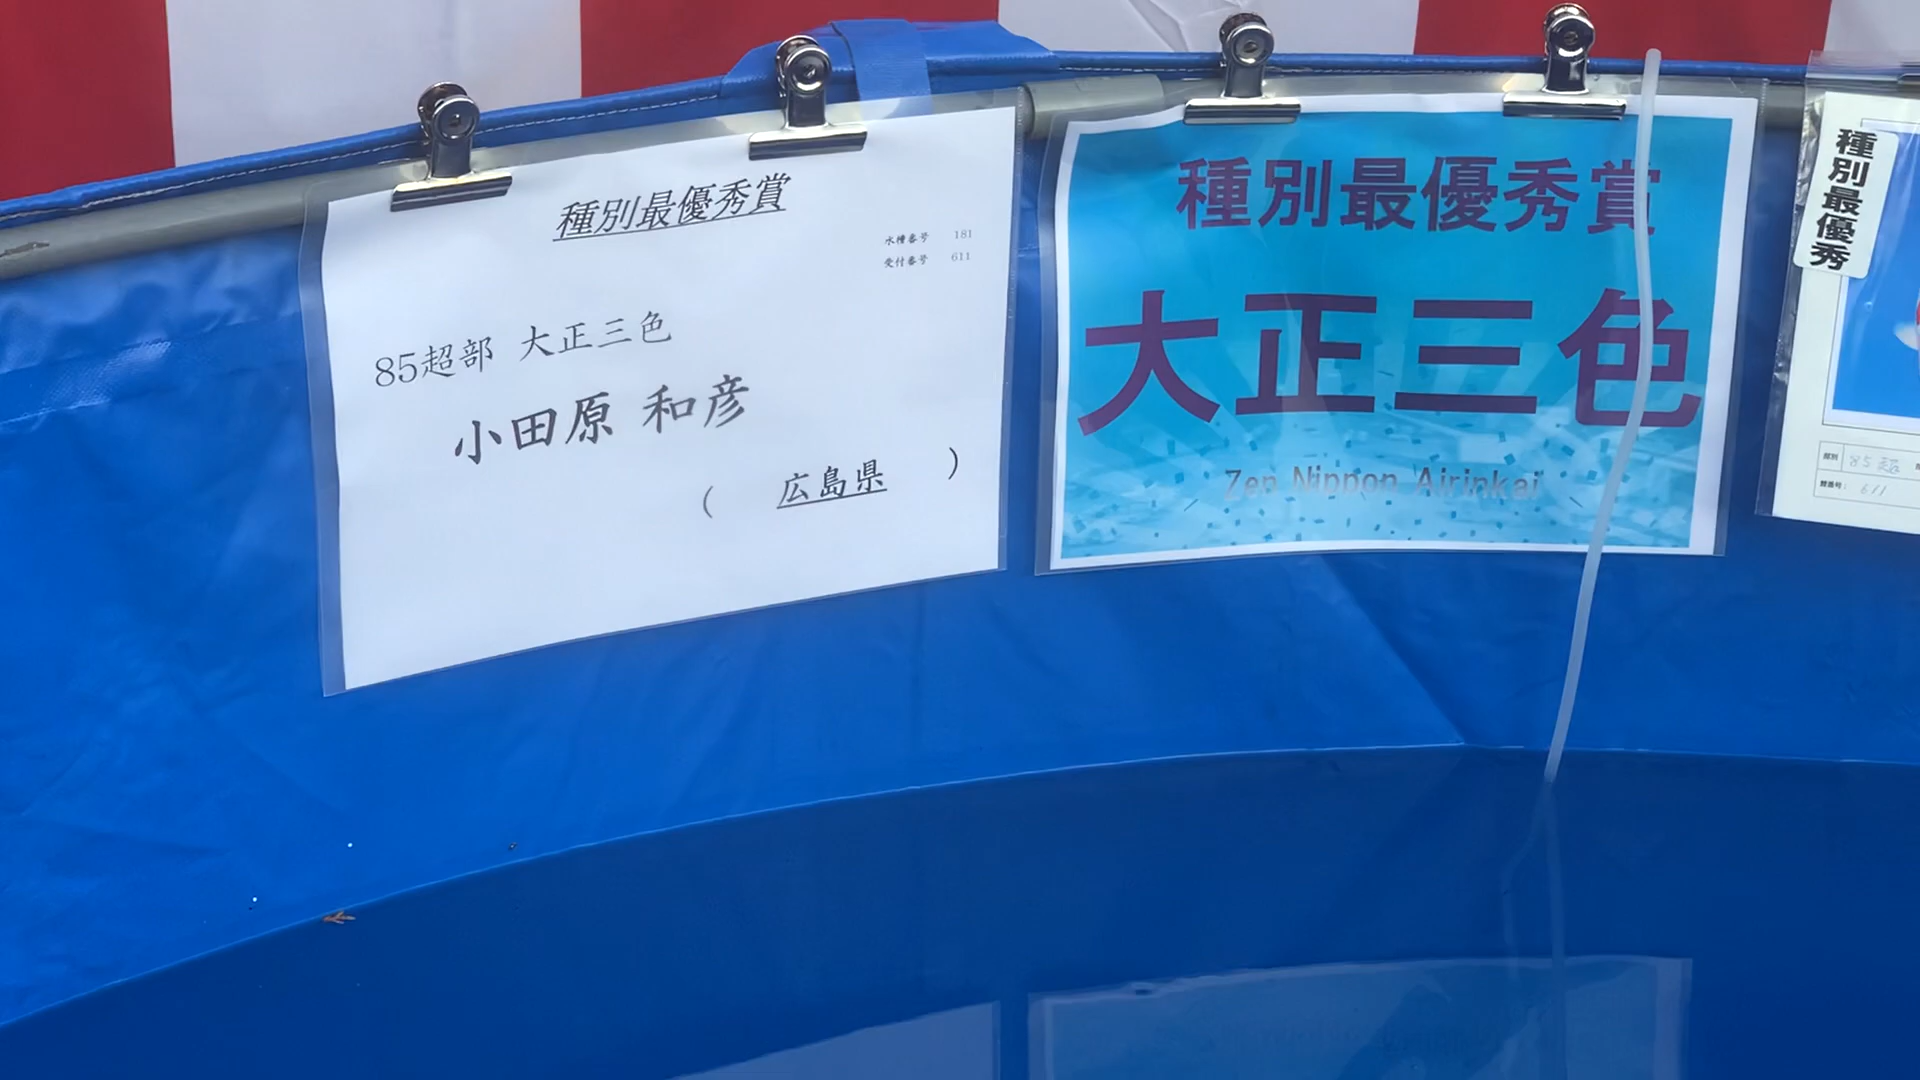 種別最優秀賞
水槽番号 181
受付番号 611
85超部 大正三色
小田原 和彦
( 広島県 )
種別最優秀賞
大正三色
Zen Nippon Airinkai
種別最優秀
85超
611